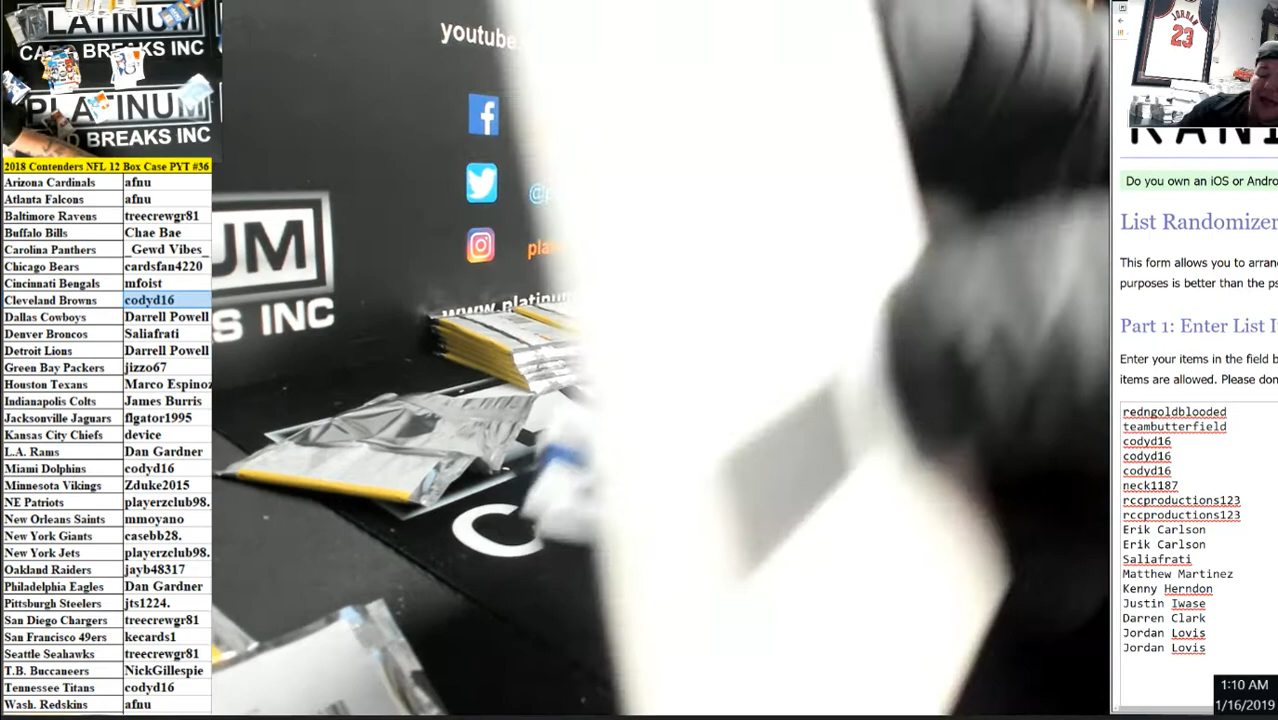 PLATINUM
CARD BREAKS INC
PLATINUM
BREAKS INC
2018 Contenders NFL 12 Box Case PYT #36
Arizona Cardinals afnu
Atlanta Falcons afnu
Baltimore Ravens treecrewgr81
Buffalo Bills Chae Bae
Carolina Panthers _Gewd Vibes_
Chicago Bears cardsfan4220
Cincinnati Bengals mfoist
Cleveland Browns codyd16
Dallas Cowboys Darrell Powell
Denver Broncos Saliafrati
Detroit Lions Darrell Powell
Green Bay Packers jizzo67
Houston Texans Marco Espinoz
Indianapolis Colts James Burris
Jacksonville Jaguars flgator1995
Kansas City Chiefs device
L.A. Rams Dan Gardner
Miami Dolphins codyd16
Minnesota Vikings Zduke2015
NE Patriots playerzclub98.
New Orleans Saints mmoyano
New York Giants casebb28.
New York Jets playerzclub98.
Oakland Raiders jayb48317
Philadelphia Eagles Dan Gardner
Pittsburgh Steelers jts1224.
San Diego Chargers treecrewgr81
San Francisco 49ers kecards1
Seattle Seahawks treecrewgr81
T.B. Buccaneers NickGillespie
Tennessee Titans codyd16
Wash. Redskins afnu
youtube.
@p
pla
www.platinum
UM
S INC
C
JORDAN
23
RAN
Do you own an iOS or Andro
List Randomizer
This form allows you to arran
purposes is better than the ps
Part 1: Enter List I
Enter your items in the field b
items are allowed. Please don
redngoldblooded
teambutterfield
codyd16
codyd16
codyd16
neck1187
rccproductions123
rccproductions123
Erik Carlson
Erik Carlson
Saliafrati
Matthew Martinez
Kenny Herndon
Justin Iwase
Darren Clark
Jordan Lovis
Jordan Lovis
1:10 AM
1/16/2019